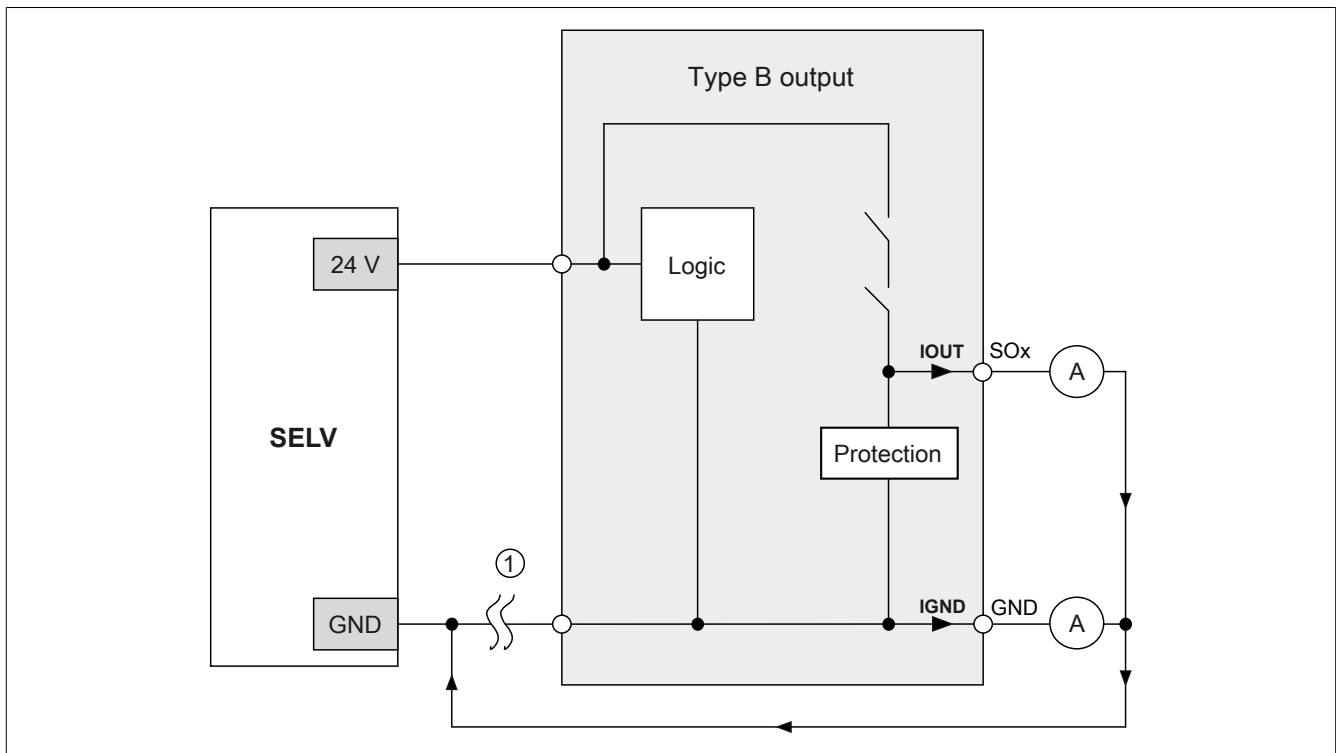 Type B output
24 V
Logic
IOUT
SOx
A
SELV
Protection
1
GND
IGND
GND
A